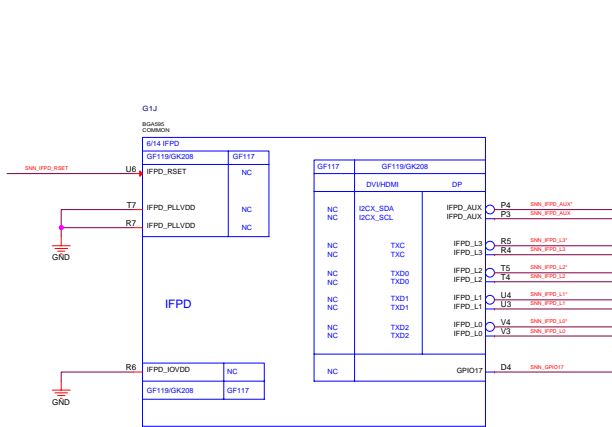 G1J
BGA595
COMMON
6/14 IFPD
GF119/GK208 GF117
SNN_IFPD_RSET U6 IFPD_RSET NC
T7 IFPD_PLLVDD NC
R7 IFPD_PLLVDD NC
GND
IFPD
R6 IFPD_IOVDD NC
GF119/GK208 GF117
GND
GF117 GF119/GK208
DVI/HDMI DP
NC I2CX_SDA IFPD_AUX P4 SNN_IFPD_AUX*
NC I2CX_SCL IFPD_AUX P3 SNN_IFPD_AUX
NC TXC IFPD_L3 R5 SNN_IFPD_L3*
NC TXC IFPD_L3 R4 SNN_IFPD_L3
NC TXD0 IFPD_L2 T5 SNN_IFPD_L2*
NC TXD0 IFPD_L2 T4 SNN_IFPD_L2
NC TXD1 IFPD_L1 U4 SNN_IFPD_L1*
NC TXD1 IFPD_L1 U3 SNN_IFPD_L1
NC TXD2 IFPD_L0 V4 SNN_IFPD_L0*
NC TXD2 IFPD_L0 V3 SNN_IFPD_L0
NC GPIO17 D4 SNN_GPIO17